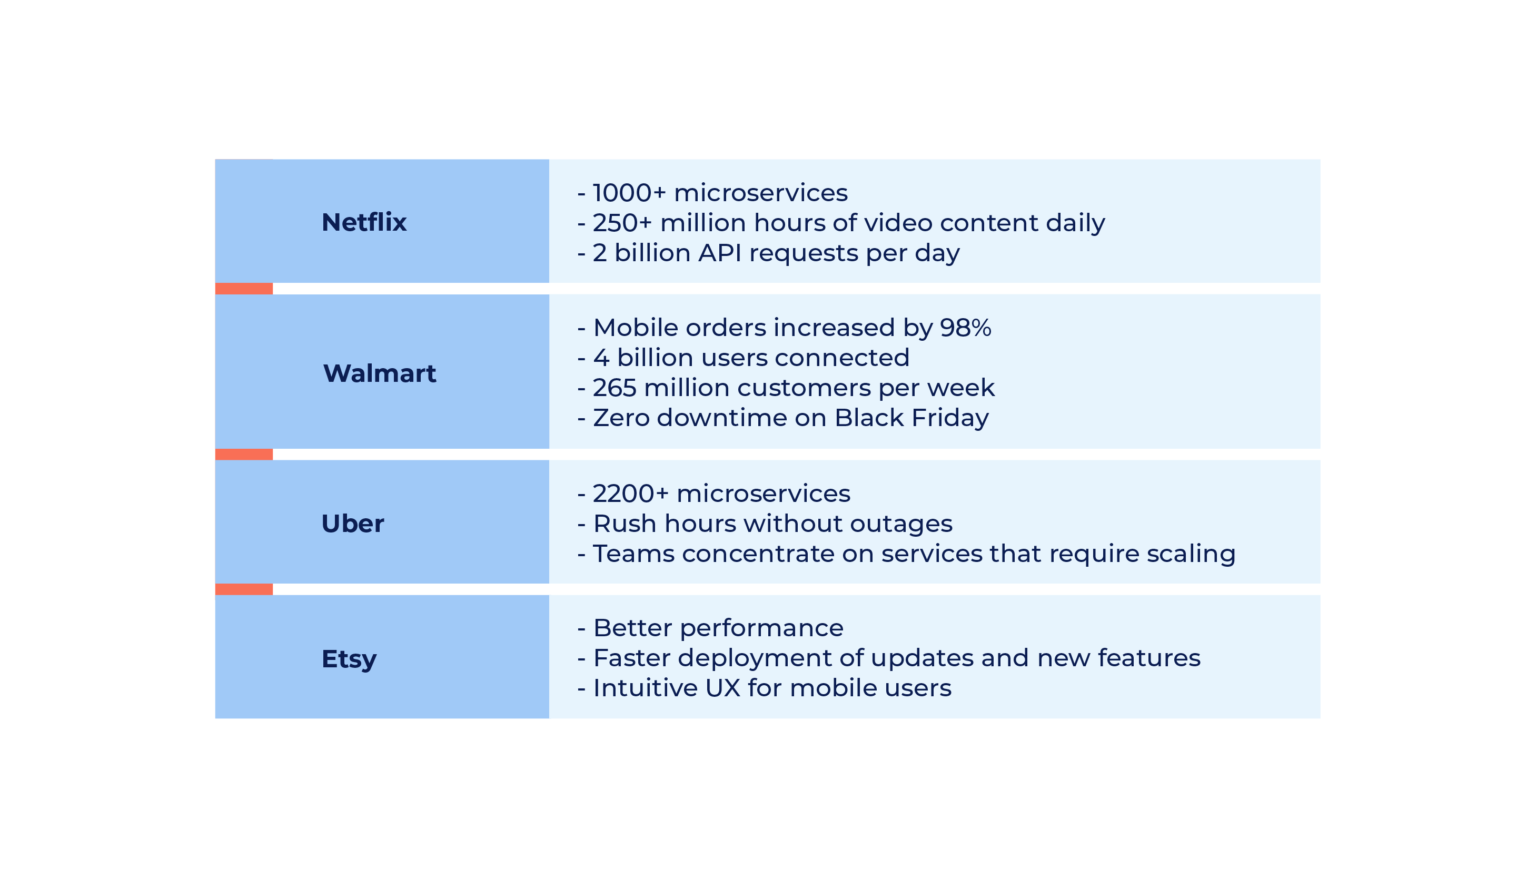 Netflix
- 1000+ microservices
- 250+ million hours of video content daily
- 2 billion API requests per day
Walmart
- Mobile orders increased by 98%
- 4 billion users connected
- 265 million customers per week
- Zero downtime on Black Friday
Uber
- 2200+ microservices
- Rush hours without outages
- Teams concentrate on services that require scaling
Etsy
- Better performance
- Faster deployment of updates and new features
- Intuitive UX for mobile users